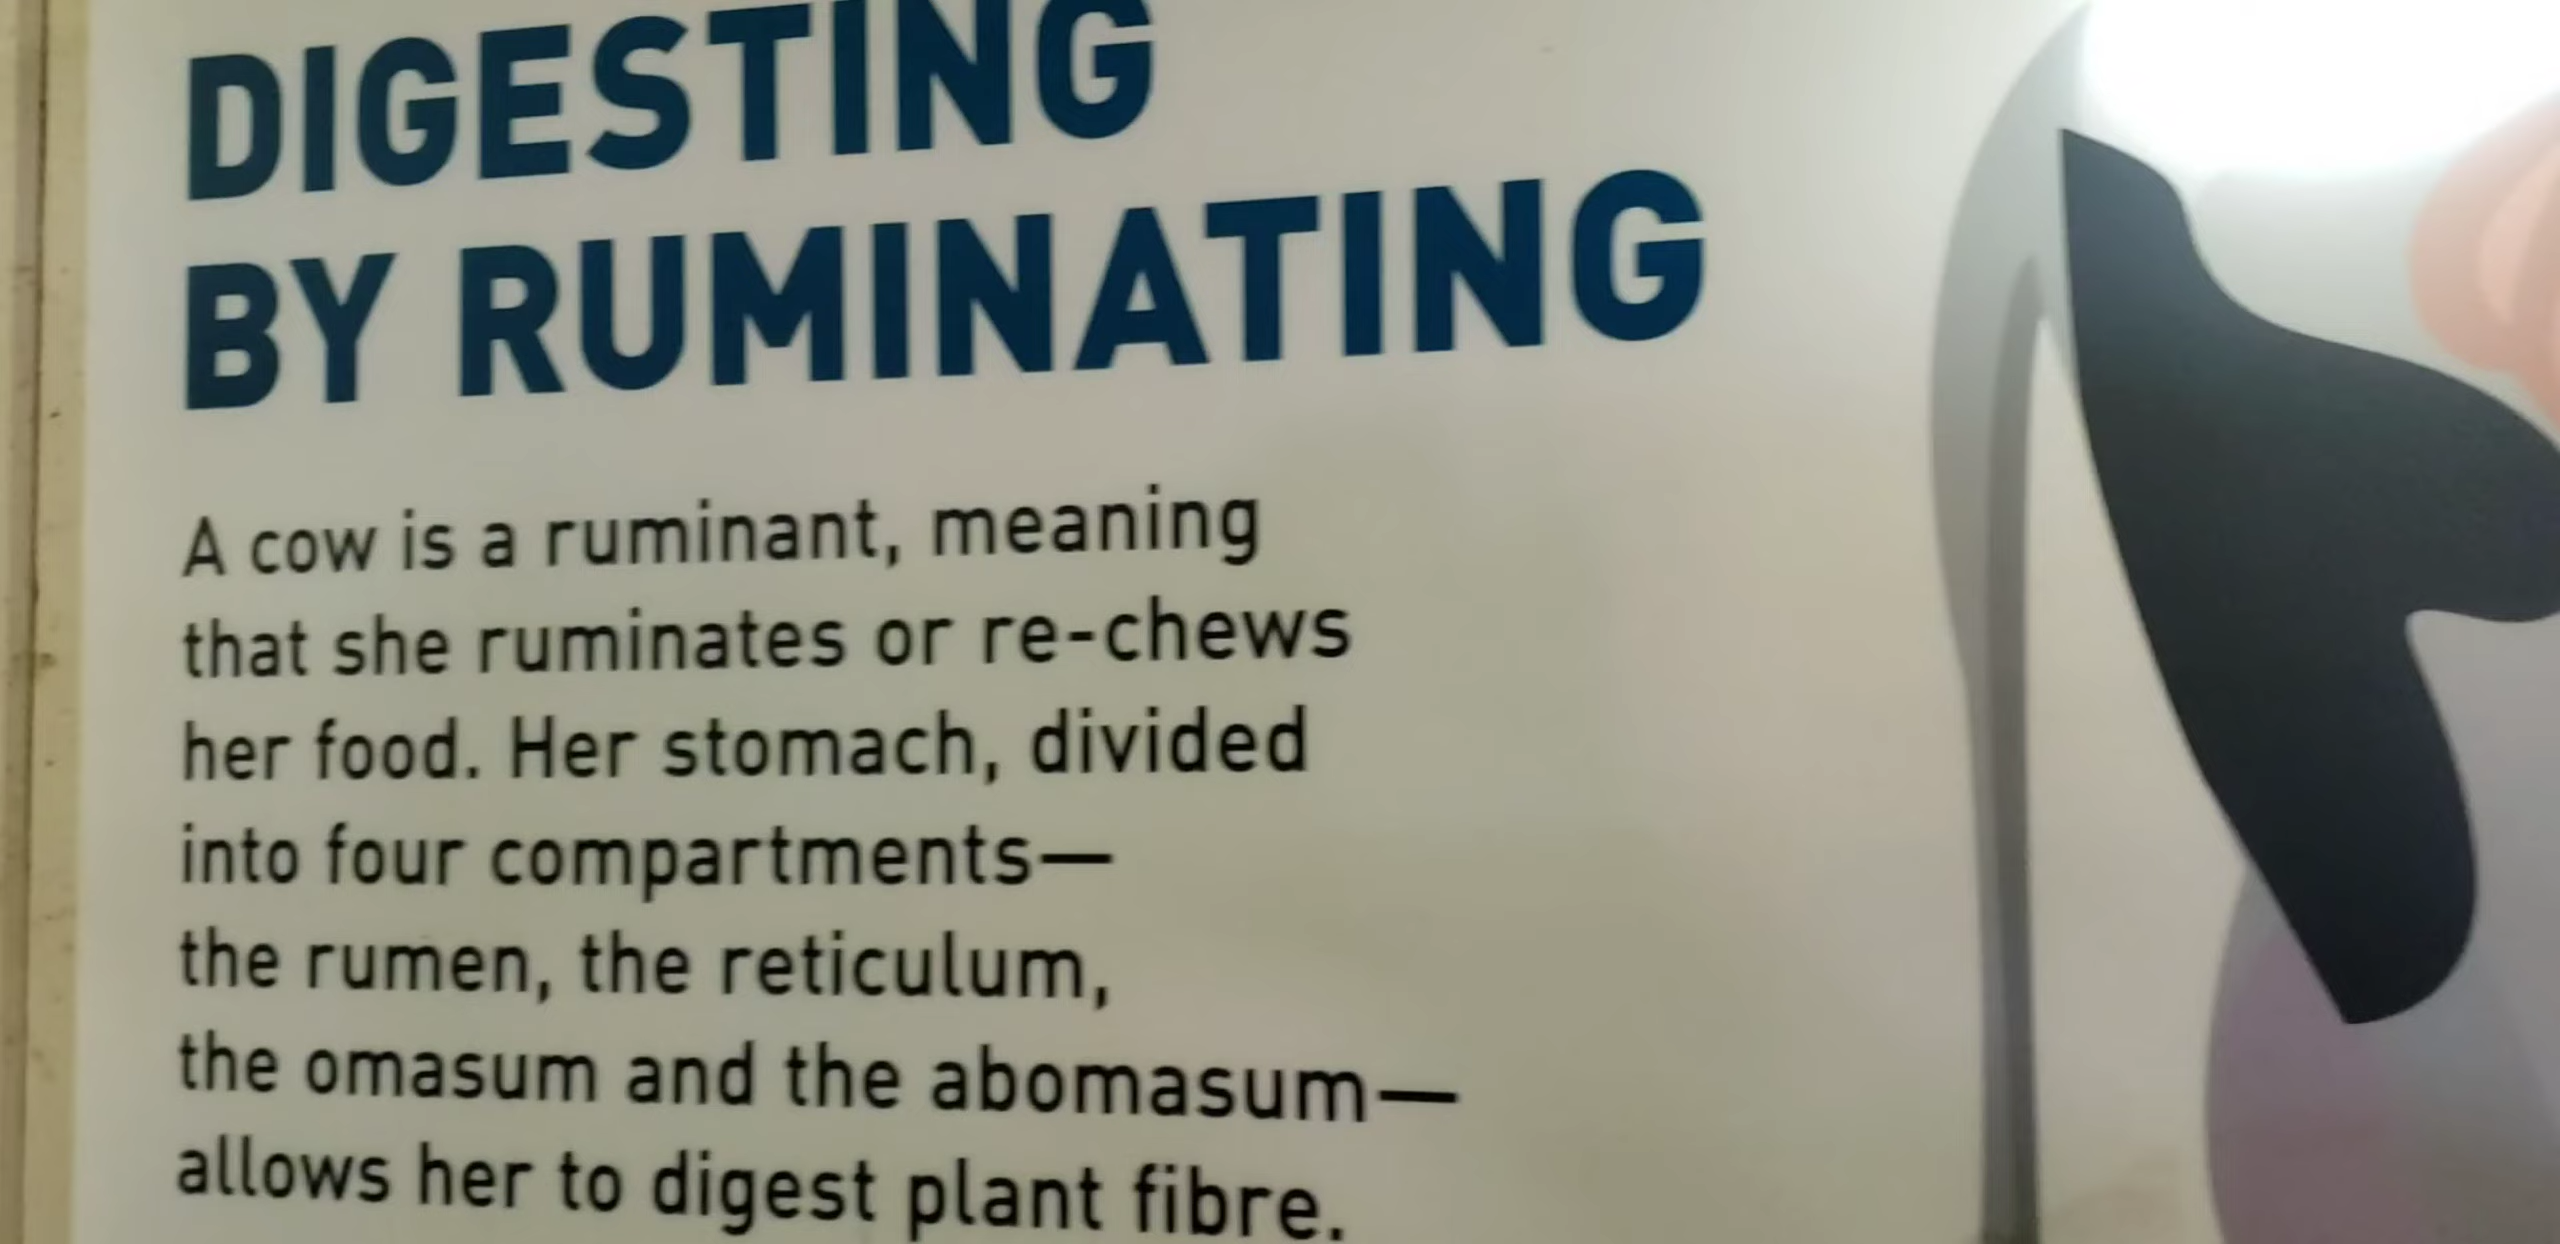 DIGESTING
BY RUMINATING
A cow is a ruminant, meaning
that she ruminates or re-chews
her food. Her stomach, divided
into four compartments—
the rumen, the reticulum,
the omasum and the abomasum—
allows her to digest plant fibre.